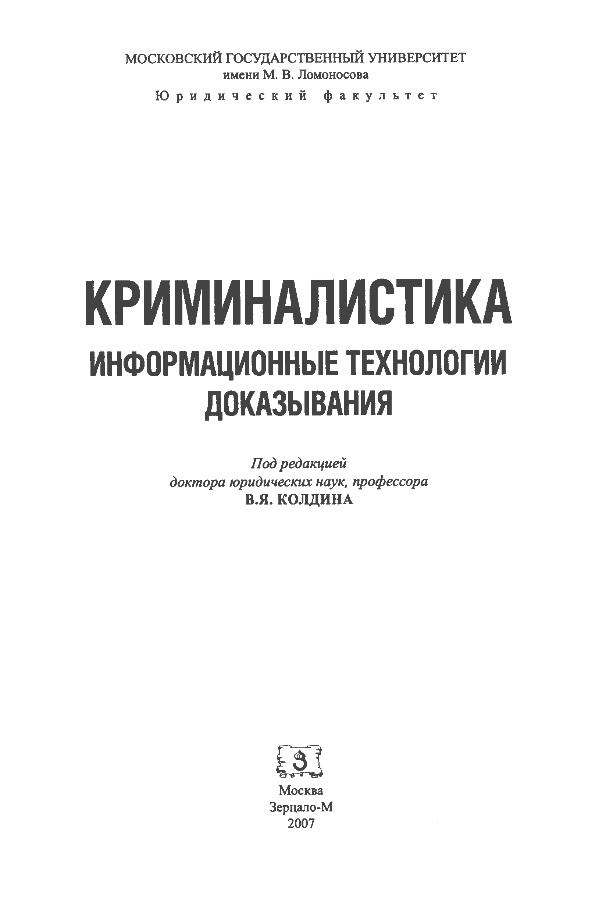 МОСКОВСКИЙ ГОСУДАРСТВЕННЫЙ УНИВЕРСИТЕТ
имени М. В. Ломоносова
Юридический факультет
КРИМИНАЛИСТИКА
ИНФОРМАЦИОННЫЕ ТЕХНОЛОГИИ
ДОКАЗЫВАНИЯ
Под редакцией
доктора юридических наук, профессора
В.Я. КОЛДИНА
З
Москва
Зерцало-М
2007